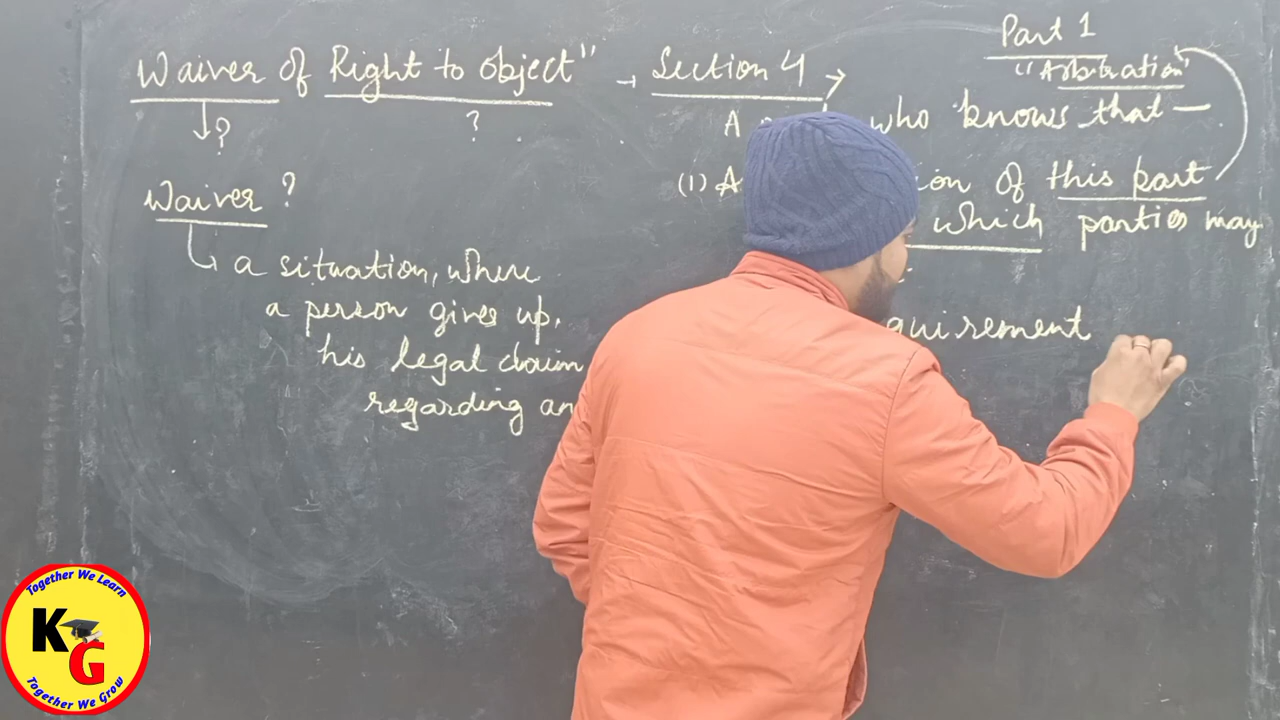 Waiver of Right to object" → Section 4 →
?
?
Waiver ?
a situation, where
a person gives up,
his legal claim
regarding an
Part 1
"Arbitration"
A
who knows that —
(1) A
ion of this part
which parties may
quirement
Together We Learn
KG
Together We Grow